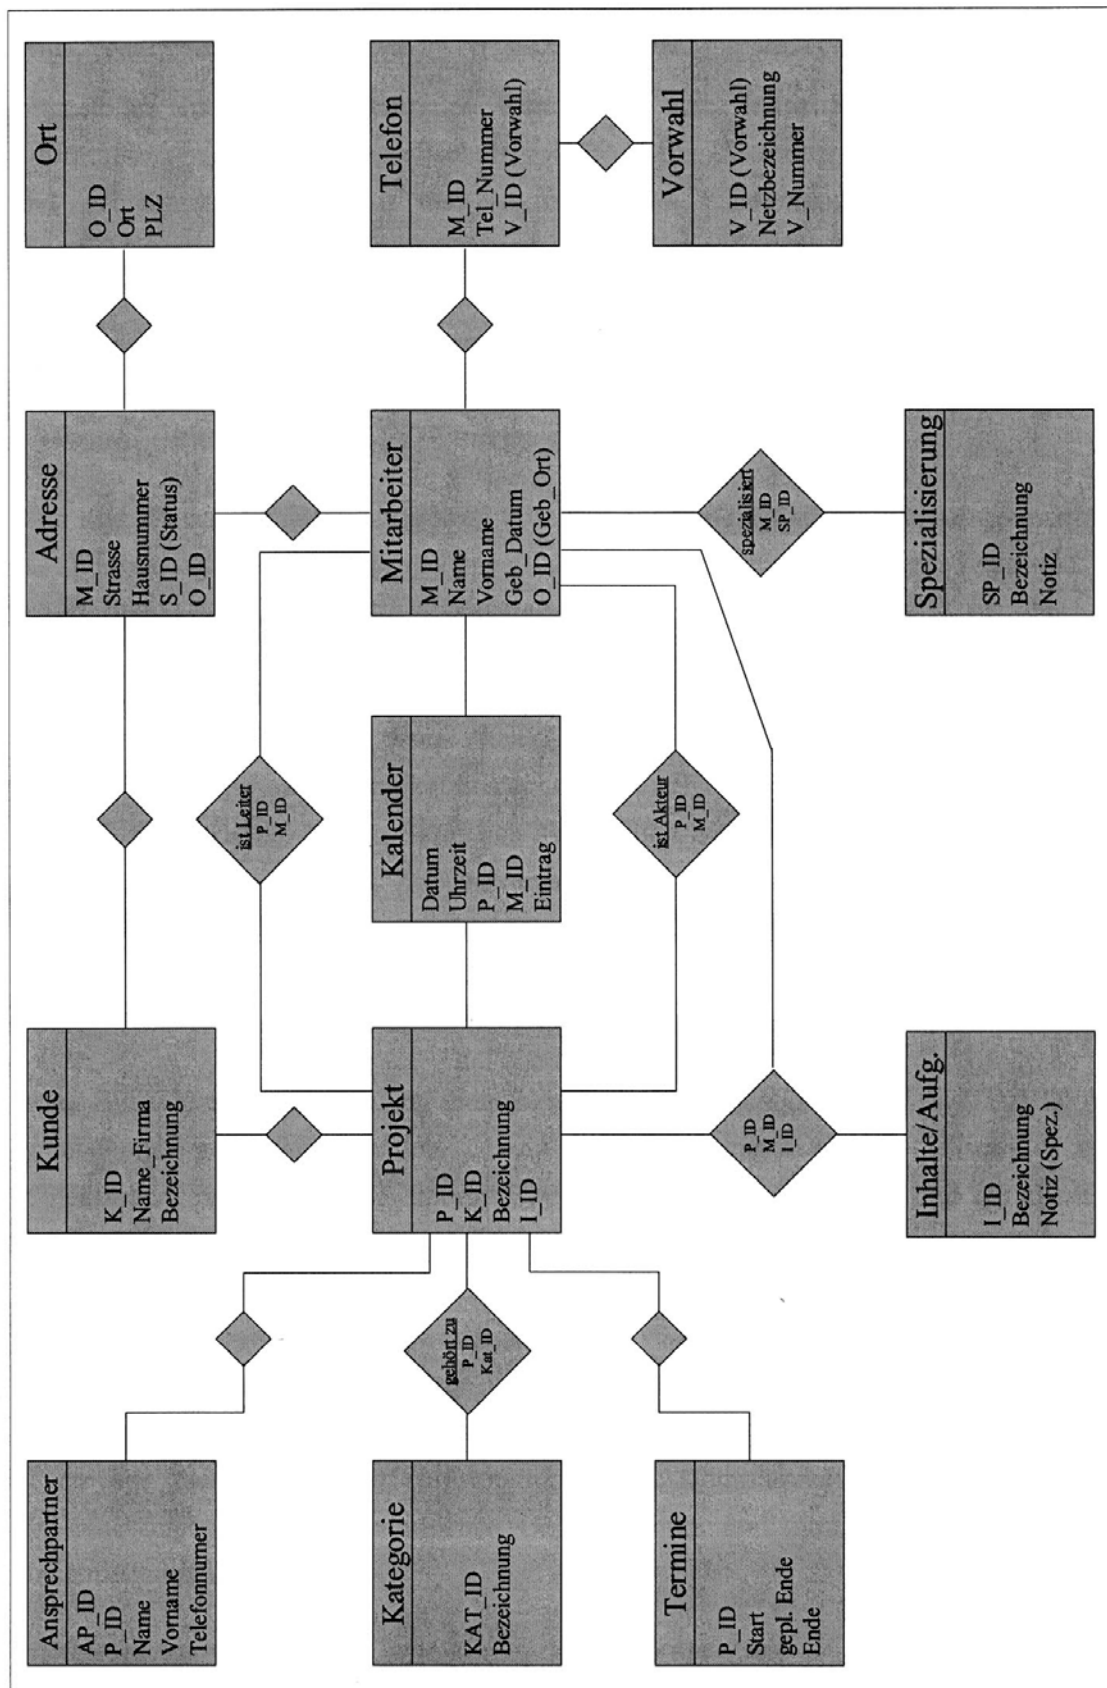 Ansprechpartner
AP_ID
P_ID
Name
Vorname
Telefonnumer
Kunde
K_ID
Name_Firma
Bezeichnung
Adresse
M_ID
Strasse
Hausnummer
S_ID (Status)
O_ID
Ort
O_ID
Ort
PLZ
ist Leiter
P_ID
M_ID
Kategorie
KAT_ID
Bezeichnung
gehört zu
P_ID
Kat_ID
Projekt
P_ID
K_ID
Bezeichnung
I_ID
Kalender
Datum
Uhrzeit
P_ID
M_ID
Eintrag
Mitarbeiter
M_ID
Name
Vorname
Geb_Datum
O_ID (Geb_Ort)
Telefon
M_ID
Tel_Nummer
V_ID (Vorwahl)
ist Akteur
P_ID
M_ID
Termine
P_ID
Start
gepl. Ende
Ende
P_ID
M_ID
I_ID
spezialisiert
M_ID
SP_ID
Vorwahl
V_ID (Vorwahl)
Netzbezeichnung
V_Nummer
Inhalte/Aufg.
I_ID
Bezeichnung
Notiz (Spez.)
Spezialisierung
SP_ID
Bezeichnung
Notiz